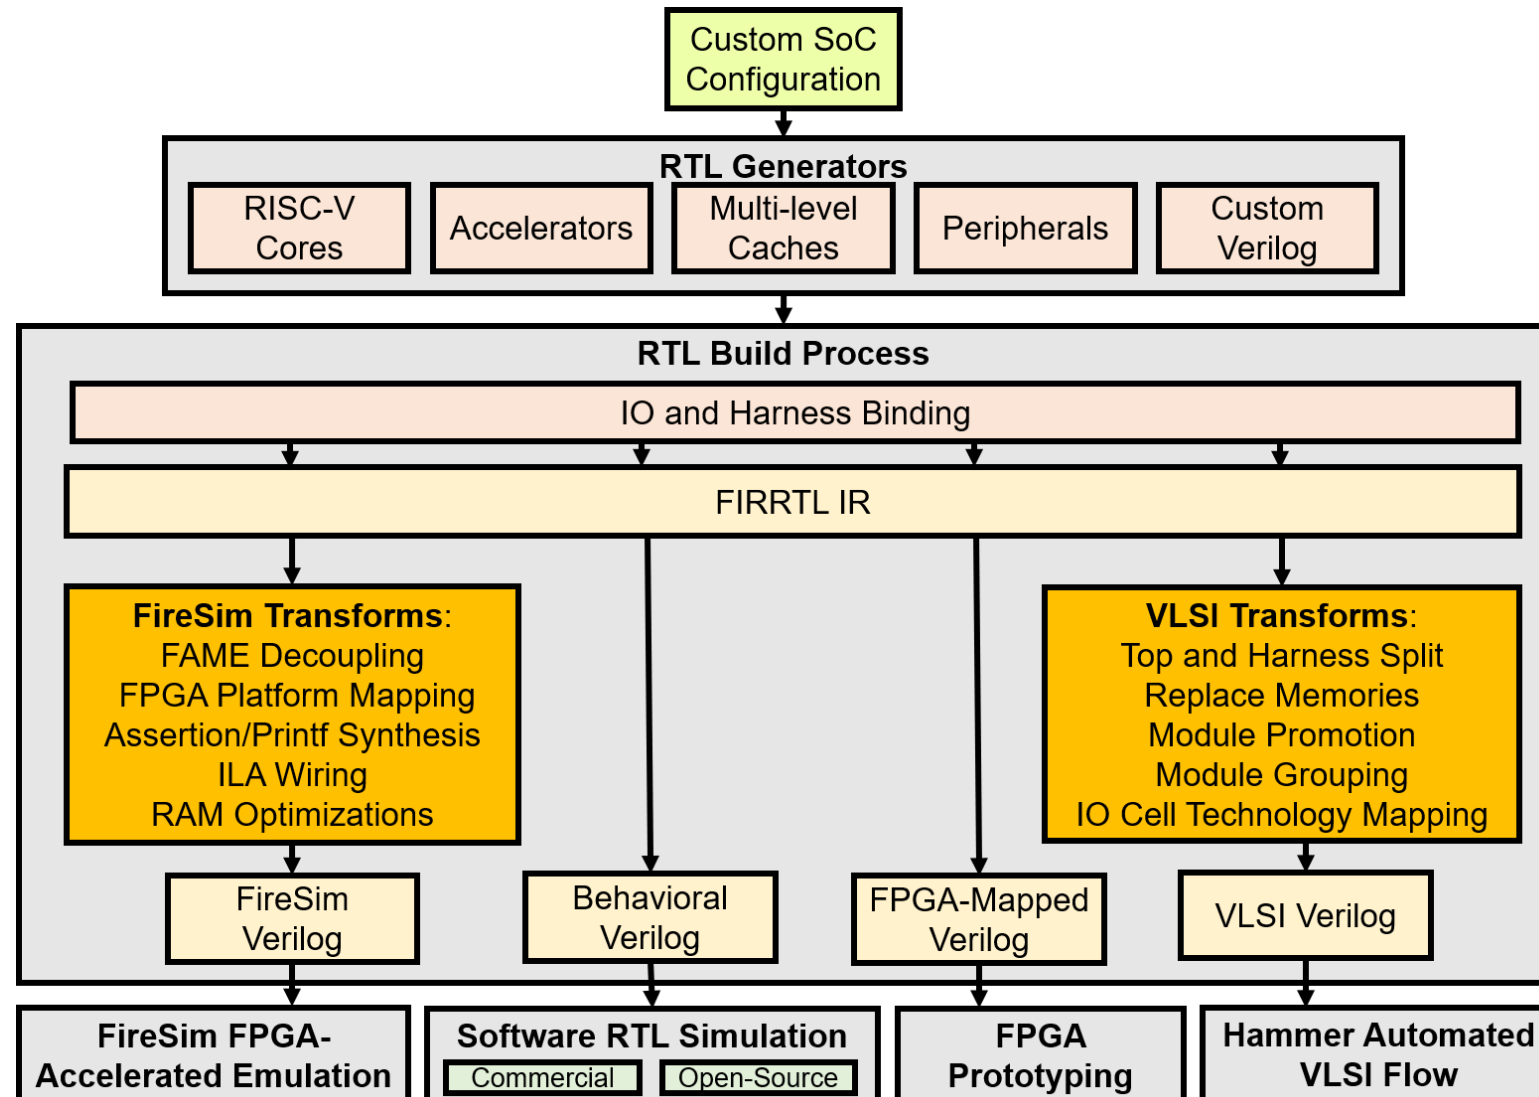 Custom SoC
Configuration
RTL Generators
RISC-V
Cores
Accelerators
Multi-level
Caches
Peripherals
Custom
Verilog
RTL Build Process
IO and Harness Binding
FIRRTL IR
FireSim Transforms:
FAME Decoupling
FPGA Platform Mapping
Assertion/Printf Synthesis
ILA Wiring
RAM Optimizations
VLSI Transforms:
Top and Harness Split
Replace Memories
Module Promotion
Module Grouping
IO Cell Technology Mapping
FireSim
Verilog
Behavioral
Verilog
FPGA-Mapped
Verilog
VLSI Verilog
FireSim FPGA-
Accelerated Emulation
Software RTL Simulation
Commercial
Open-Source
FPGA
Prototyping
Hammer Automated
VLSI Flow